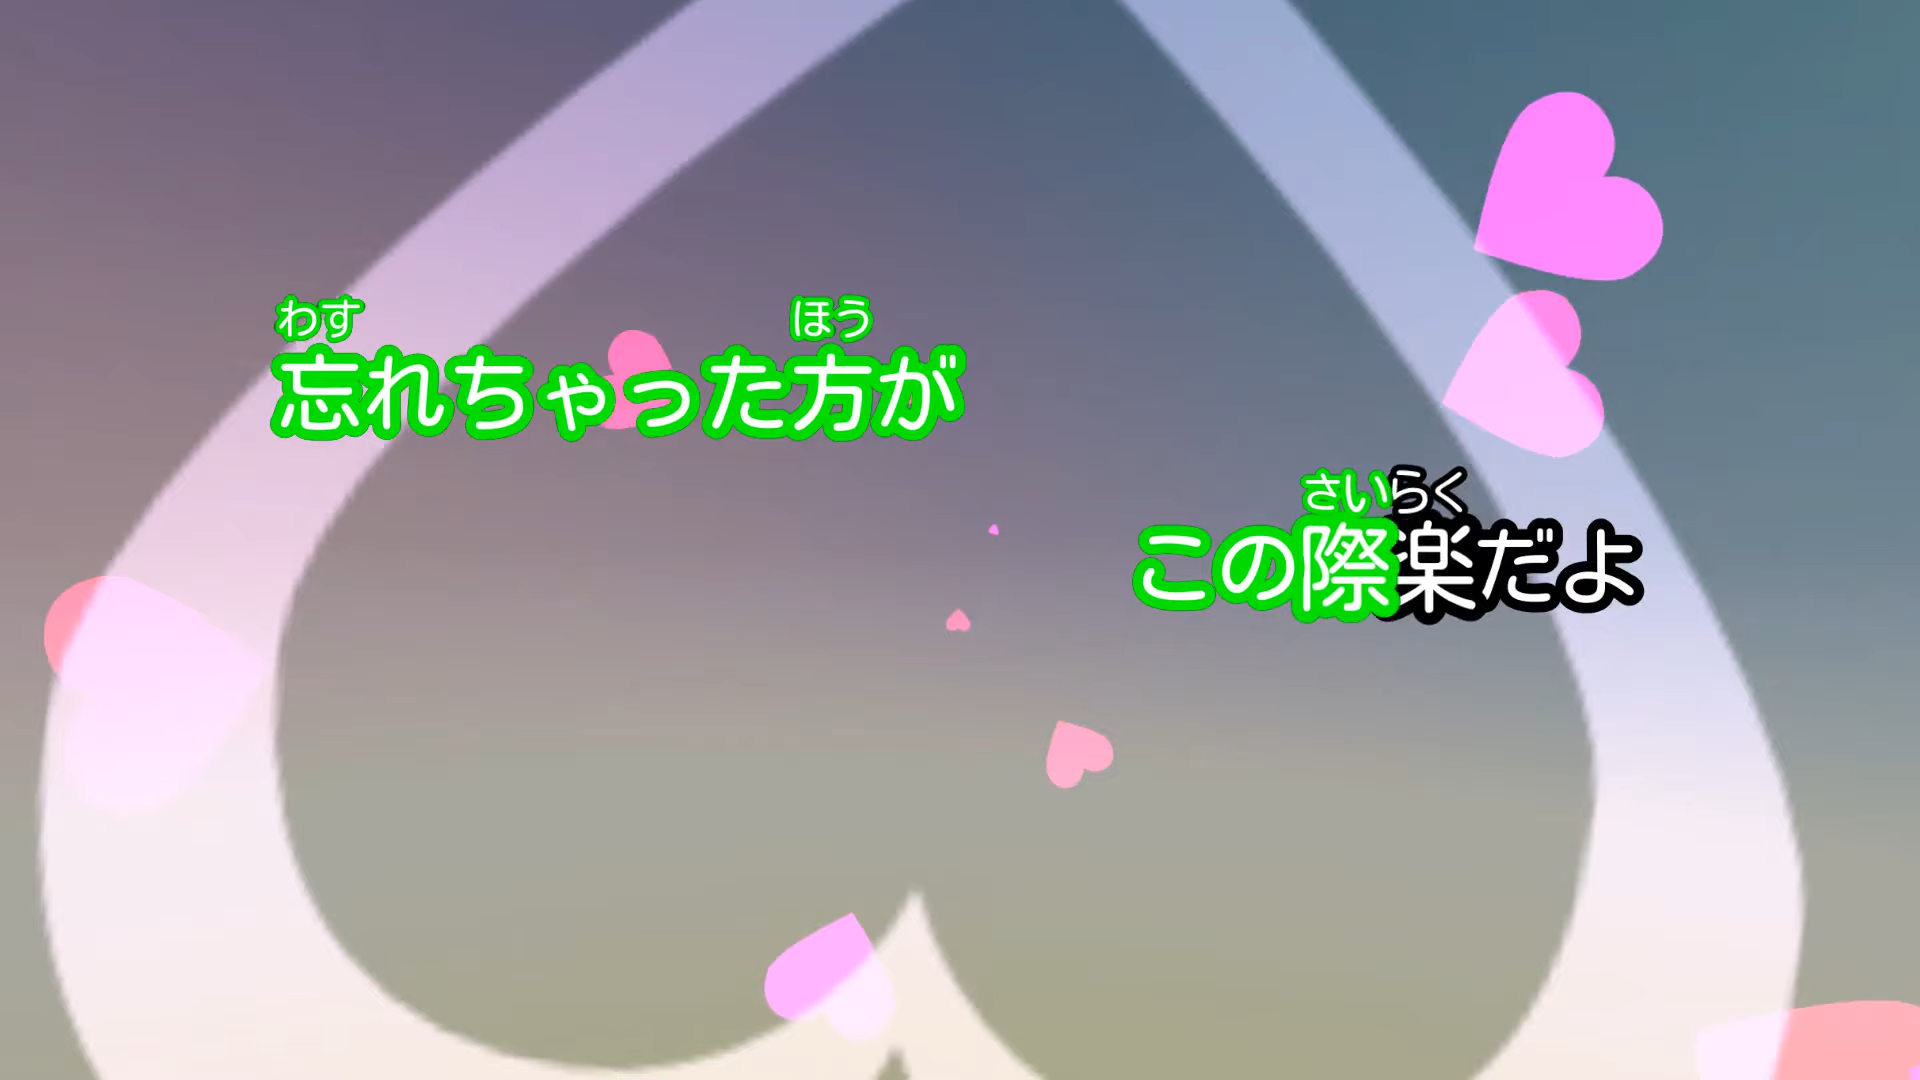 わす ほう
忘れちゃった方が
さいらく
この際楽だよ